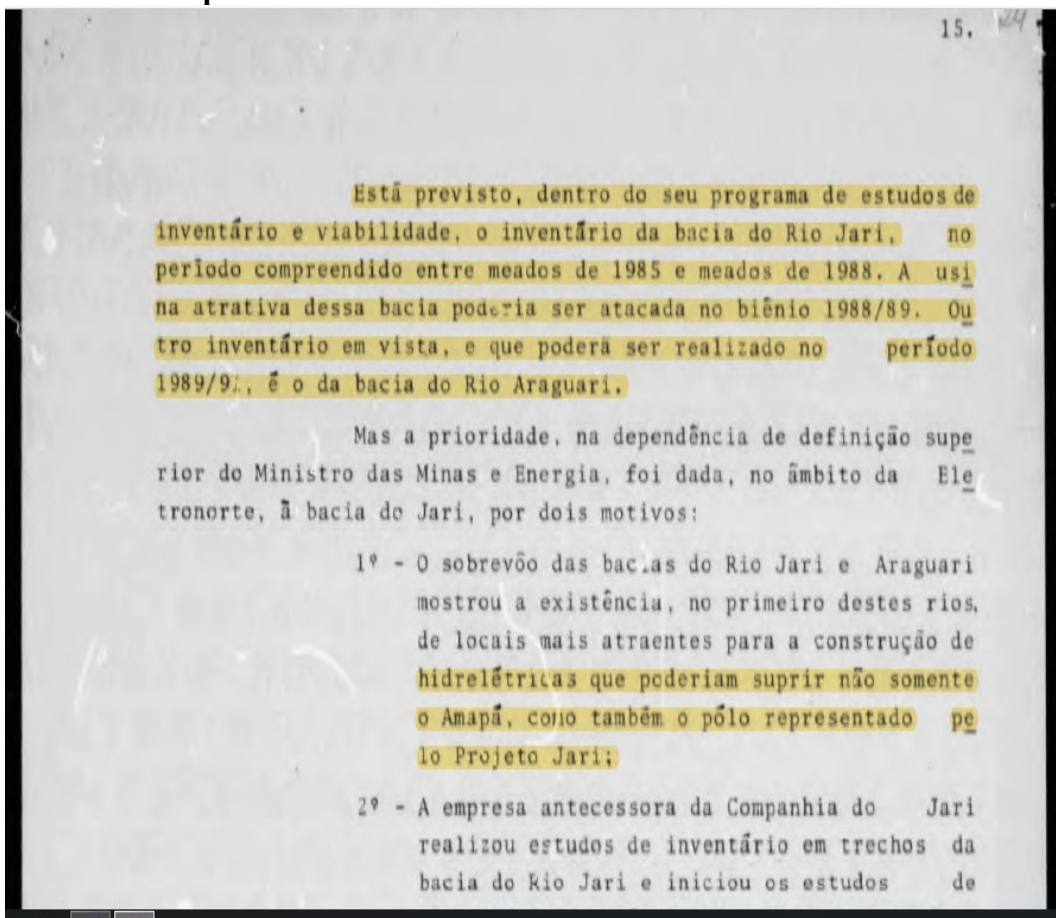 15. 24
Está previsto, dentro do seu programa de estudos de
inventário e viabilidade, o inventário da bacia do Rio Jari, no
período compreendido entre meados de 1985 e meados de 1988. A usi
na atrativa dessa bacia poderia ser atacada no biênio 1988/89. Ou
tro inventário em vista, e que poderá ser realizado no período
é o da bacia do Rio Araguari.
Mas a prioridade, na dependência de definição supe
rior do Ministro das Minas e Energia, foi dada, no âmbito da Ele
tronorte, à bacia do Jari, por dois motivos:
1º - O sobrevôo das bacias do Rio Jari e Araguari
mostrou a existência, no primeiro destes rios,
de locais mais atraentes para a construção de
hidrelétricas que poderiam suprir não somente
o Amapá, como também o pólo representado pe
lo Projeto Jari;
2º - A empresa antecessora da Companhia do Jari
realizou estudos de inventário em trechos da
bacia do Rio Jari e iniciou os estudos de